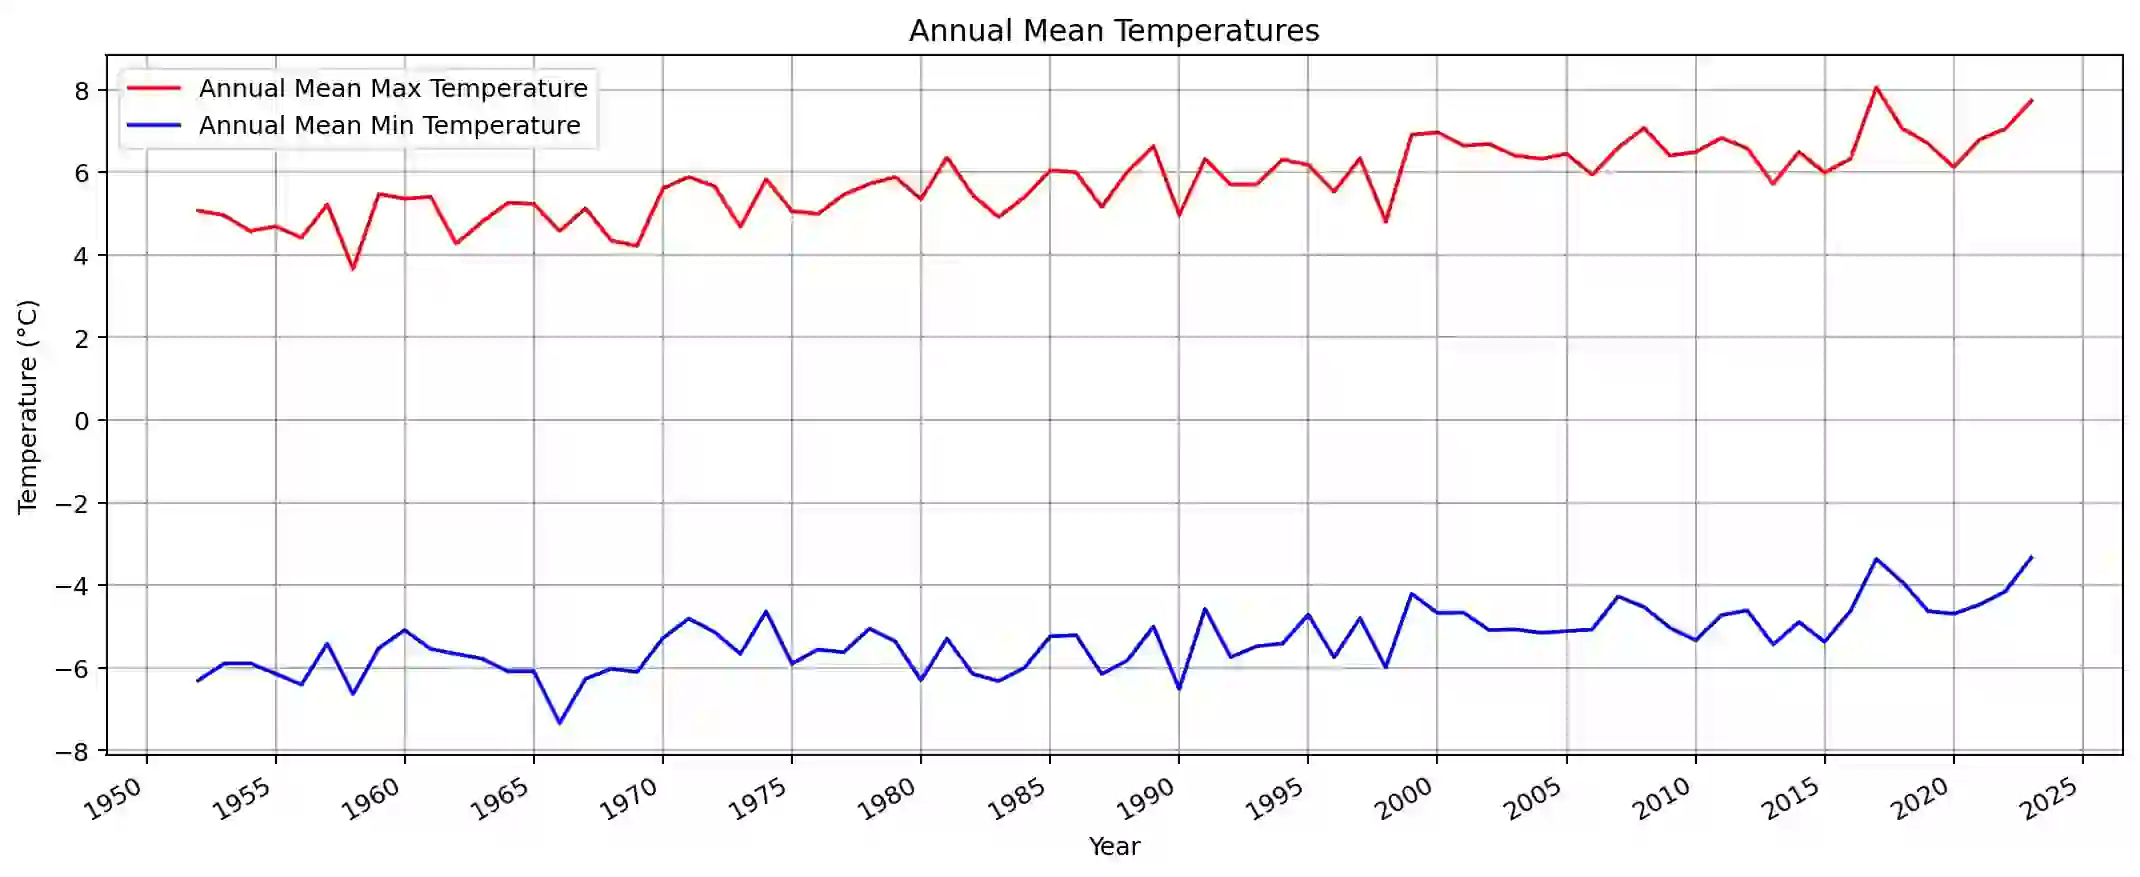 Annual Mean Temperatures
Annual Mean Max Temperature
Annual Mean Min Temperature
Temperature (°C)
8
6
4
2
0
−2
−4
−6
−8
1950 1955 1960 1965 1970 1975 1980 1985 1990 1995 2000 2005 2010 2015 2020 2025
Year